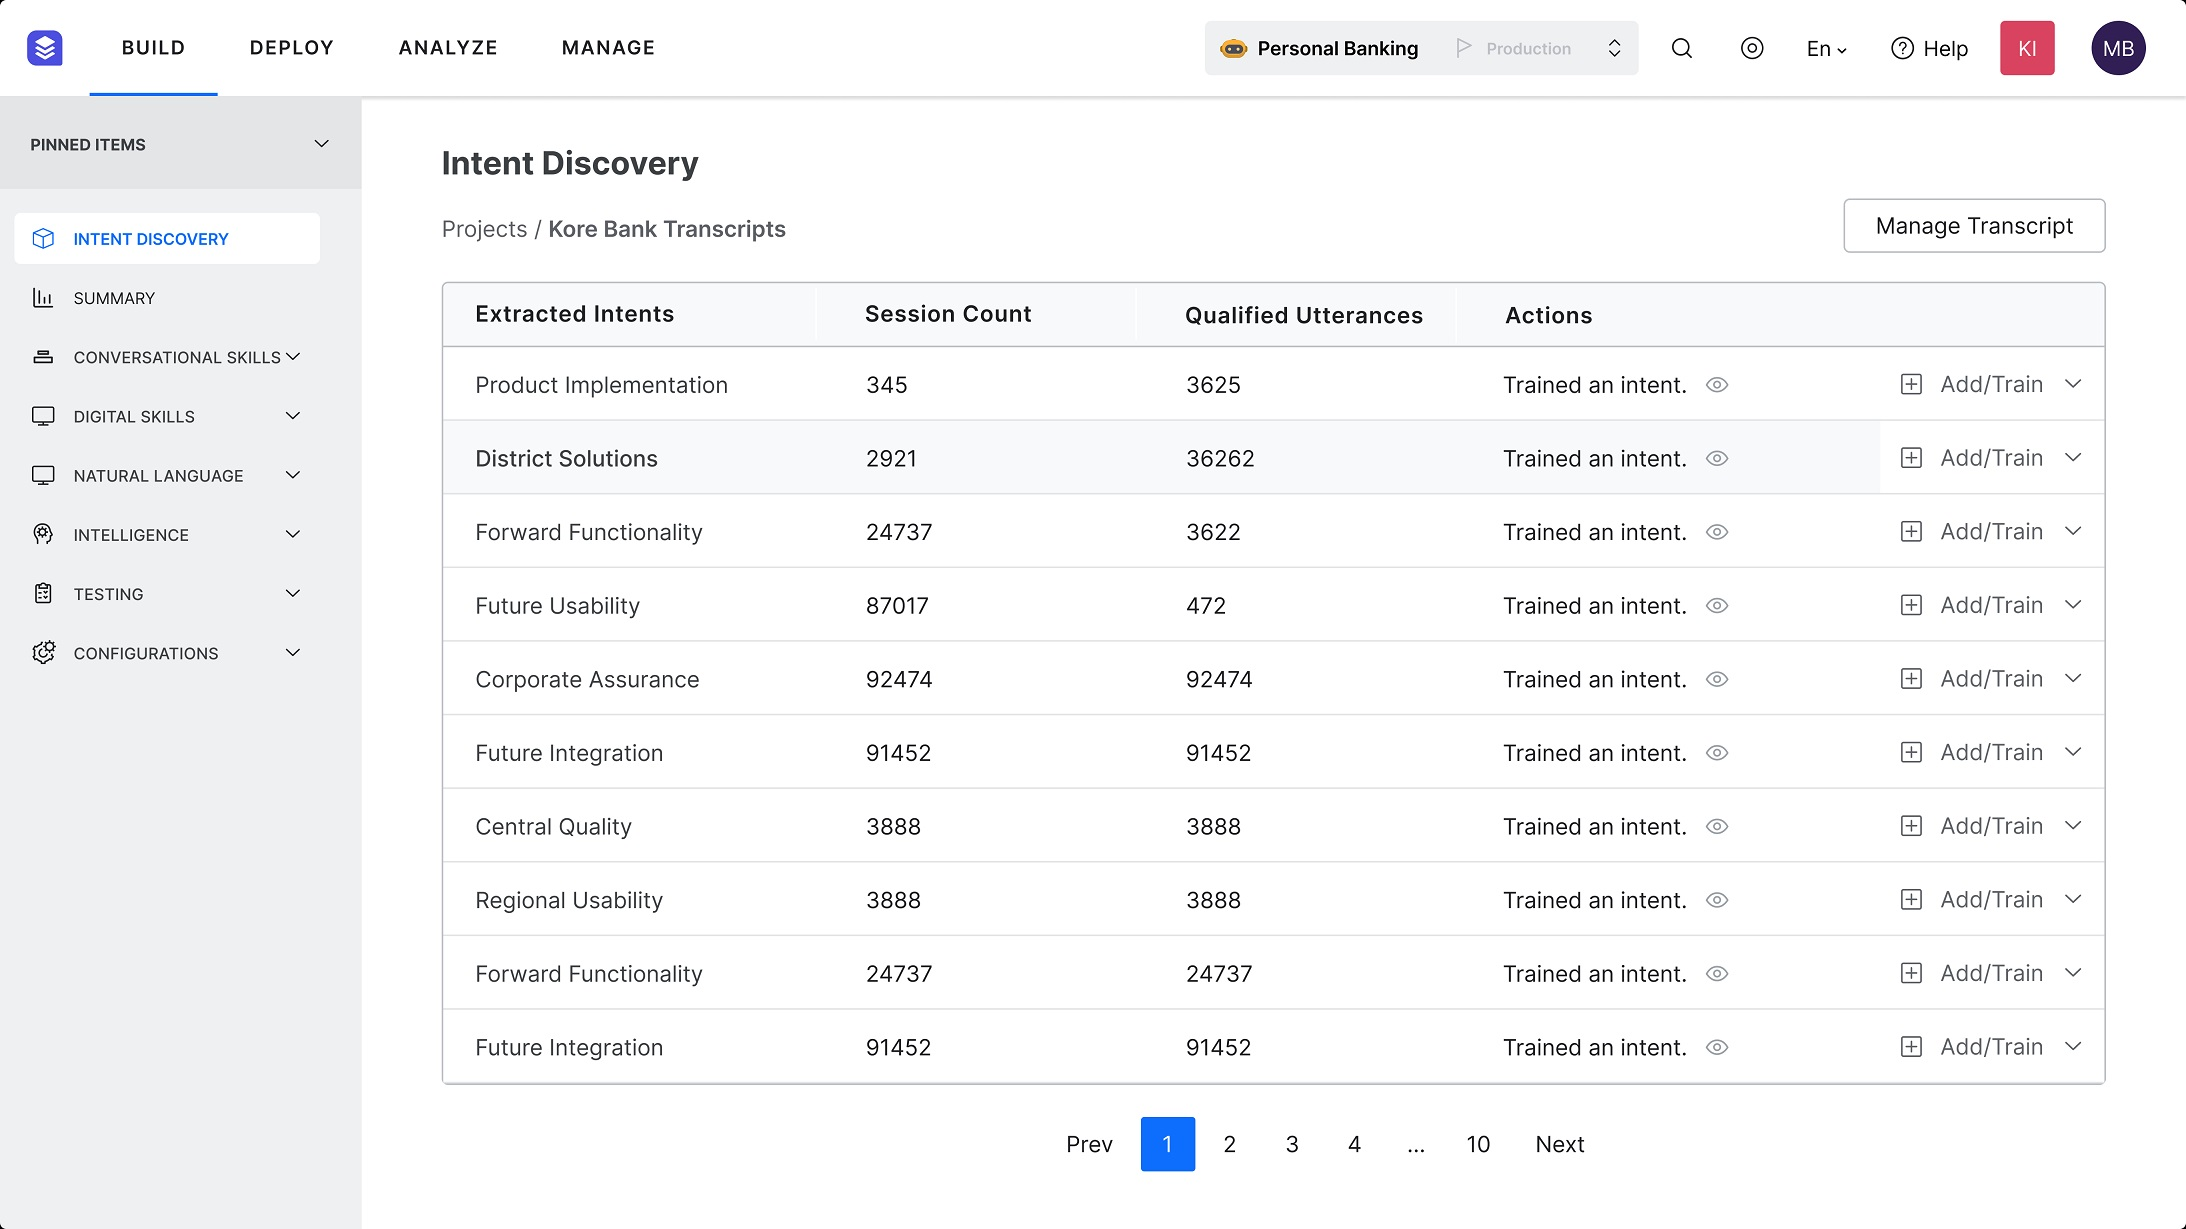 BUILD DEPLOY ANALYZE MANAGE Personal Banking Production En Help KI MB
PINNED ITEMS
INTENT DISCOVERY
SUMMARY
CONVERSATIONAL SKILLS
DIGITAL SKILLS
NATURAL LANGUAGE
INTELLIGENCE
TESTING
CONFIGURATIONS
Intent Discovery
Projects / Kore Bank Transcripts
Manage Transcript
Extracted Intents Session Count Qualified Utterances Actions
Product Implementation 345 3625 Trained an intent. Add/Train
District Solutions 2921 36262 Trained an intent. Add/Train
Forward Functionality 24737 3622 Trained an intent. Add/Train
Future Usability 87017 472 Trained an intent. Add/Train
Corporate Assurance 92474 92474 Trained an intent. Add/Train
Future Integration 91452 91452 Trained an intent. Add/Train
Central Quality 3888 3888 Trained an intent. Add/Train
Regional Usability 3888 3888 Trained an intent. Add/Train
Forward Functionality 24737 24737 Trained an intent. Add/Train
Future Integration 91452 91452 Trained an intent. Add/Train
Prev 1 2 3 4 ... 10 Next